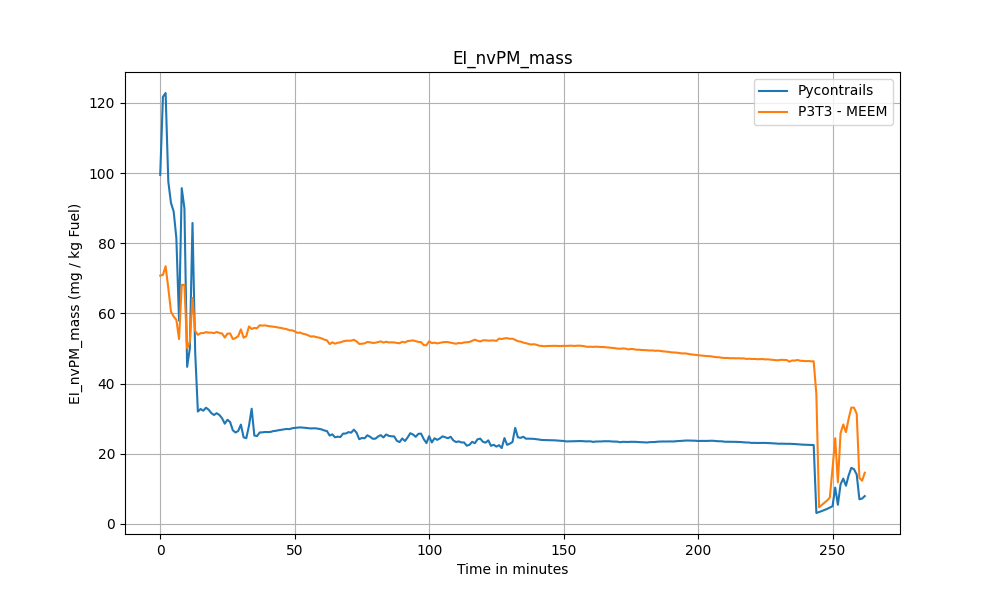 EI_nvPM_mass
Pycontrails
P3T3 - MEEM
EI_nvPM_mass (mg / kg Fuel)
120
100
80
60
40
20
0
0 50 100 150 200 250
Time in minutes